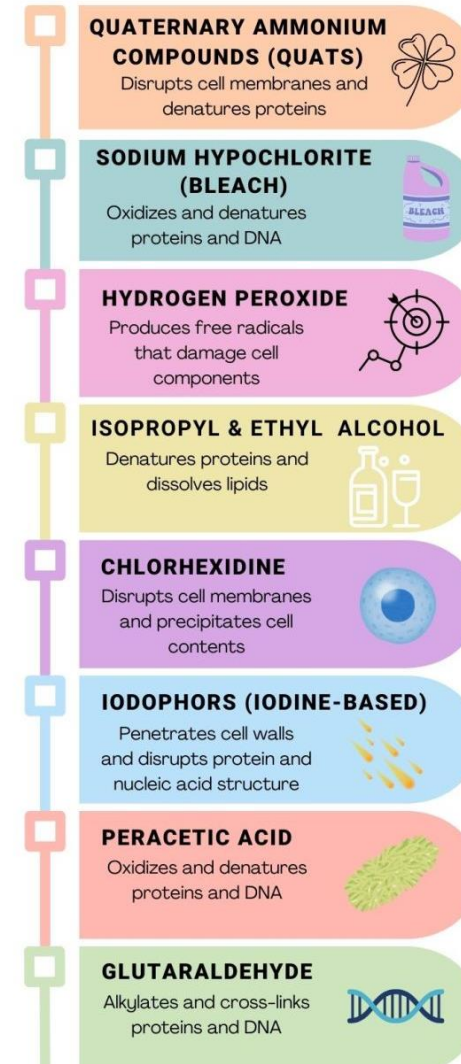 QUATERNARY AMMONIUM
COMPOUNDS (QUATS)
Disrupts cell membranes and
denatures proteins
SODIUM HYPOCHLORITE
(BLEACH)
Oxidizes and denatures
proteins and DNA
BLEACH
HYDROGEN PEROXIDE
Produces free radicals
that damage cell
components
ISOPROPYL & ETHYL ALCOHOL
Denatures proteins and
dissolves lipids
CHLORHEXIDINE
Disrupts cell membranes
and precipitates cell
contents
IODOPHORS (IODINE-BASED)
Penetrates cell walls
and disrupts protein and
nucleic acid structure
PERACETIC ACID
Oxidizes and denatures
proteins and DNA
GLUTARALDEHYDE
Alkylates and cross-links
proteins and DNA